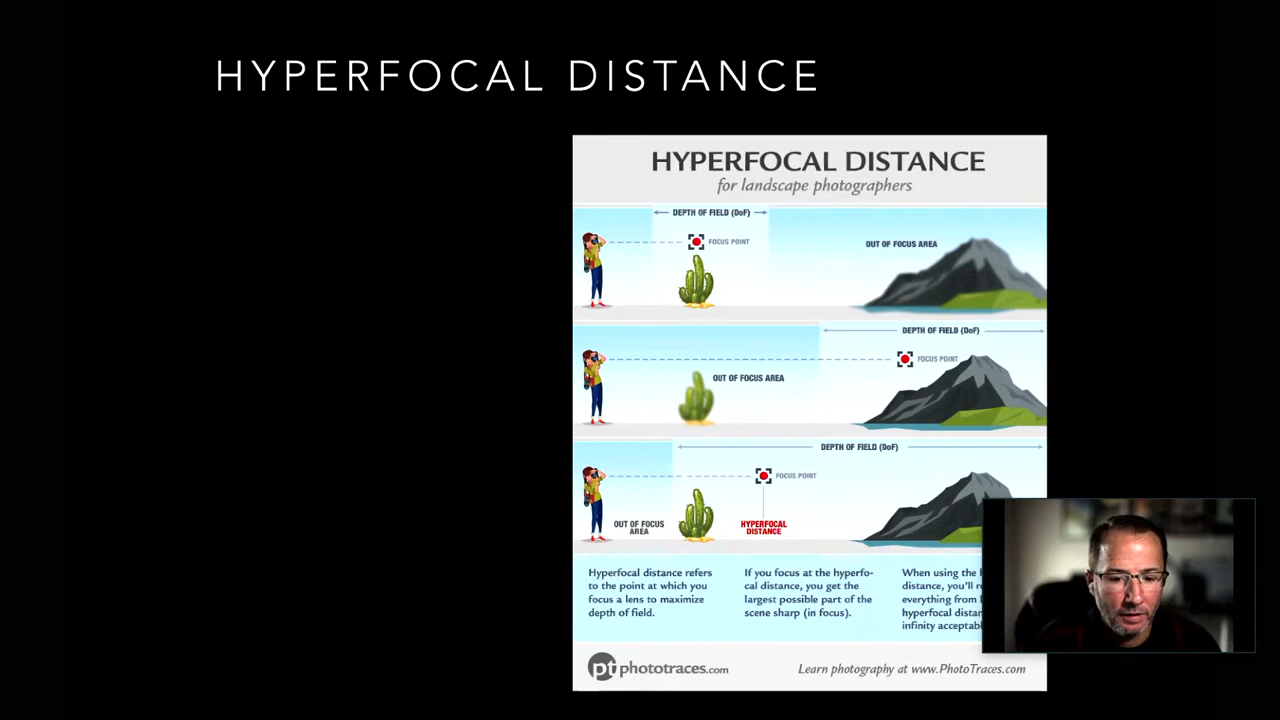 HYPERFOCAL DISTANCE
HYPERFOCAL DISTANCE
for landscape photographers
DEPTH OF FIELD (DoF)
FOCUS POINT
OUT OF FOCUS AREA
DEPTH OF FIELD (DoF)
FOCUS POINT
OUT OF FOCUS AREA
DEPTH OF FIELD (DoF)
FOCUS POINT
OUT OF FOCUS
AREA
HYPERFOCAL
DISTANCE
Hyperfocal distance refers
to the point at which you
focus a lens to maximize
depth of field.
If you focus at the hyperfo-
cal distance, you get the
largest possible part of the
scene sharp (in focus).
When using the
distance, you'll
everything from
hyperfocal
infinity
pt phototraces.com
Learn photography at www.PhotoTraces.com